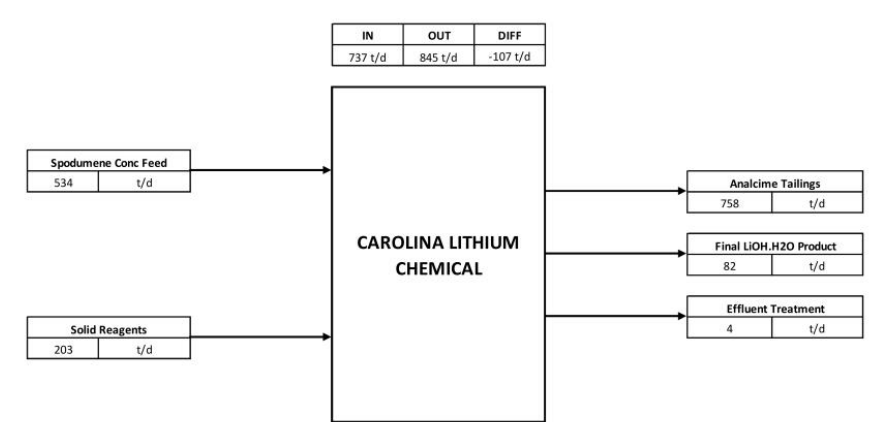 IN OUT DIFF
737 t/d 845 t/d -107 t/d
Spodumene Conc Feed
534 t/d
Solid Reagents
203 t/d
CAROLINA LITHIUM
CHEMICAL
Analcime Tailings
758 t/d
Final LiOH.H2O Product
82 t/d
Effluent Treatment
4 t/d